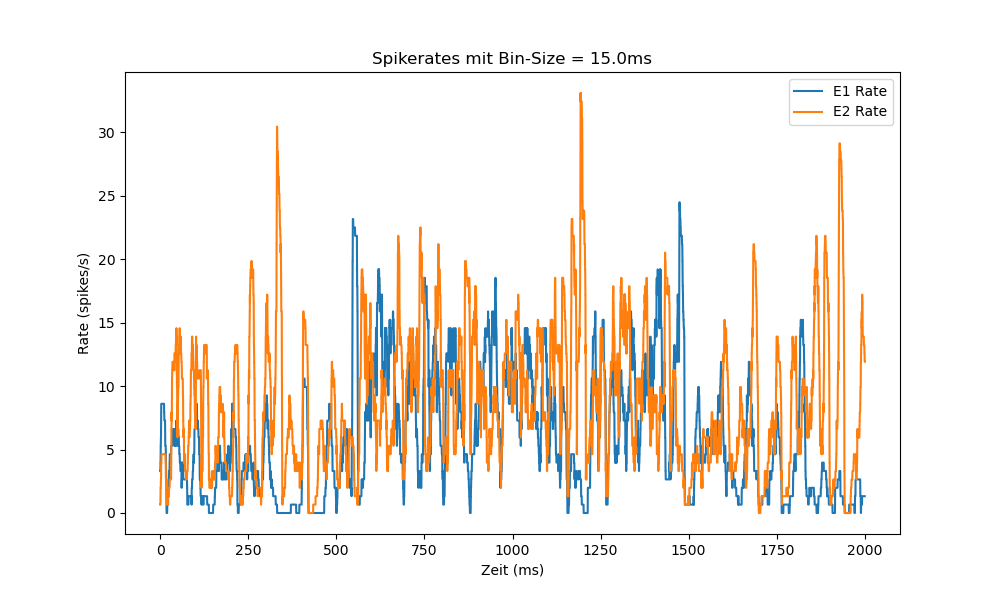 Spikerates mit Bin-Size = 15.0ms
E1 Rate
E2 Rate
Rate (spikes/s)
30
25
20
15
10
5
0
0 250 500 750 1000 1250 1500 1750 2000
Zeit (ms)